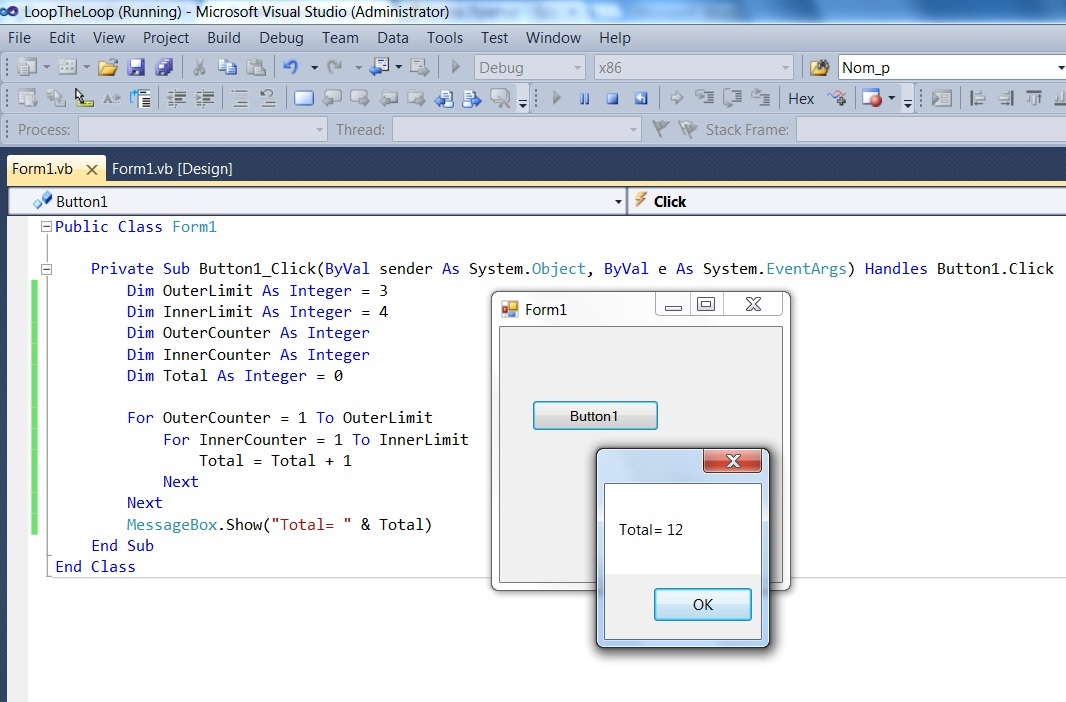 LoopTheLoop (Running) - Microsoft Visual Studio (Administrator)
File Edit View Project Build Debug Team Data Tools Test Window Help
Debug x86 Nom_p
Hex
Process: Thread: Stack Frame:
Form1.vb Form1.vb [Design]
Button1 Click
Public Class Form1
Private Sub Button1_Click(ByVal sender As System.Object, ByVal e As System.EventArgs) Handles Button1.Click
Dim OuterLimit As Integer = 3
Dim InnerLimit As Integer = 4
Dim OuterCounter As Integer
Dim InnerCounter As Integer
Dim Total As Integer = 0
For OuterCounter = 1 To OuterLimit
For InnerCounter = 1 To InnerLimit
Total = Total + 1
Next
Next
MessageBox.Show("Total= " & Total)
End Sub
End Class
Form1
Button1
Total= 12
OK